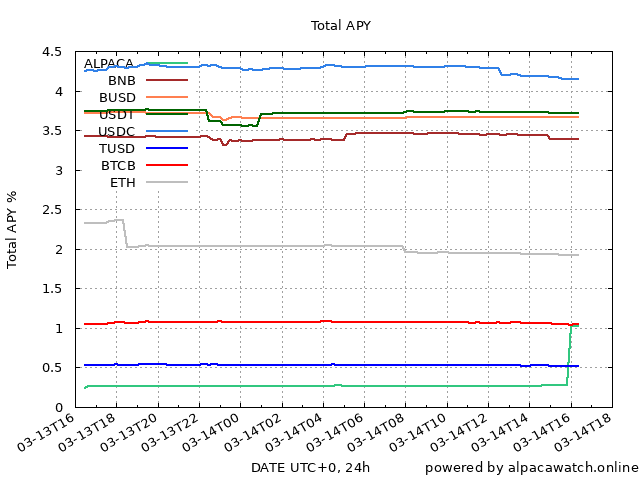 Total APY
Total APY %
4.5
4
3.5
3
2.5
2
1.5
1
0.5
0
ALPACA
BNB
BUSD
USDT
USDC
TUSD
BTCB
ETH
03-13T16
03-13T18
03-13T20
03-13T22
03-14T00
03-14T02
03-14T04
03-14T06
03-14T08
03-14T10
03-14T12
03-14T14
03-14T16
03-14T18
DATE UTC+0, 24h
powered by alpacawatch.online